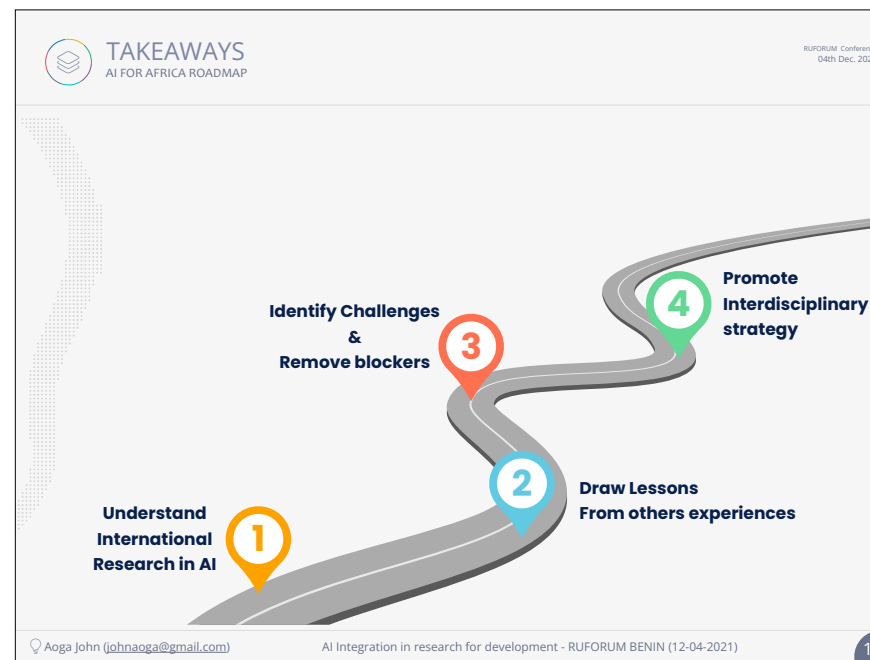 TAKEAWAYS
AI FOR AFRICA ROADMAP
RUFORUM
04th Dec.
Identify Challenges
&
Remove blockers
3
4
Promote
Interdisciplinary
strategy
2
Draw Lessons
From others experiences
Understand
International
Research in AI
1
Aoga John (johnaoga@gmail.com)
AI Integration in research for development - RUFORUM BENIN (12-04-2021)